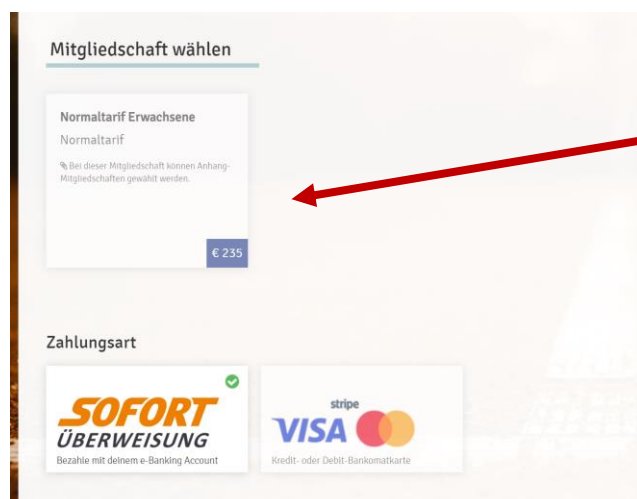 Mitgliedschaft wählen
Normaltarif Erwachsene
Normaltarif
Bei dieser Mitgliedschaft können Anhang-
Mitgliedschaften gewählt werden.
€ 235
Zahlungsart
SOFORT
ÜBERWEISUNG
Bezahle mit deinem e-Banking Account
stripe
VISA
Kredit- oder Debit-Bankomatkarte